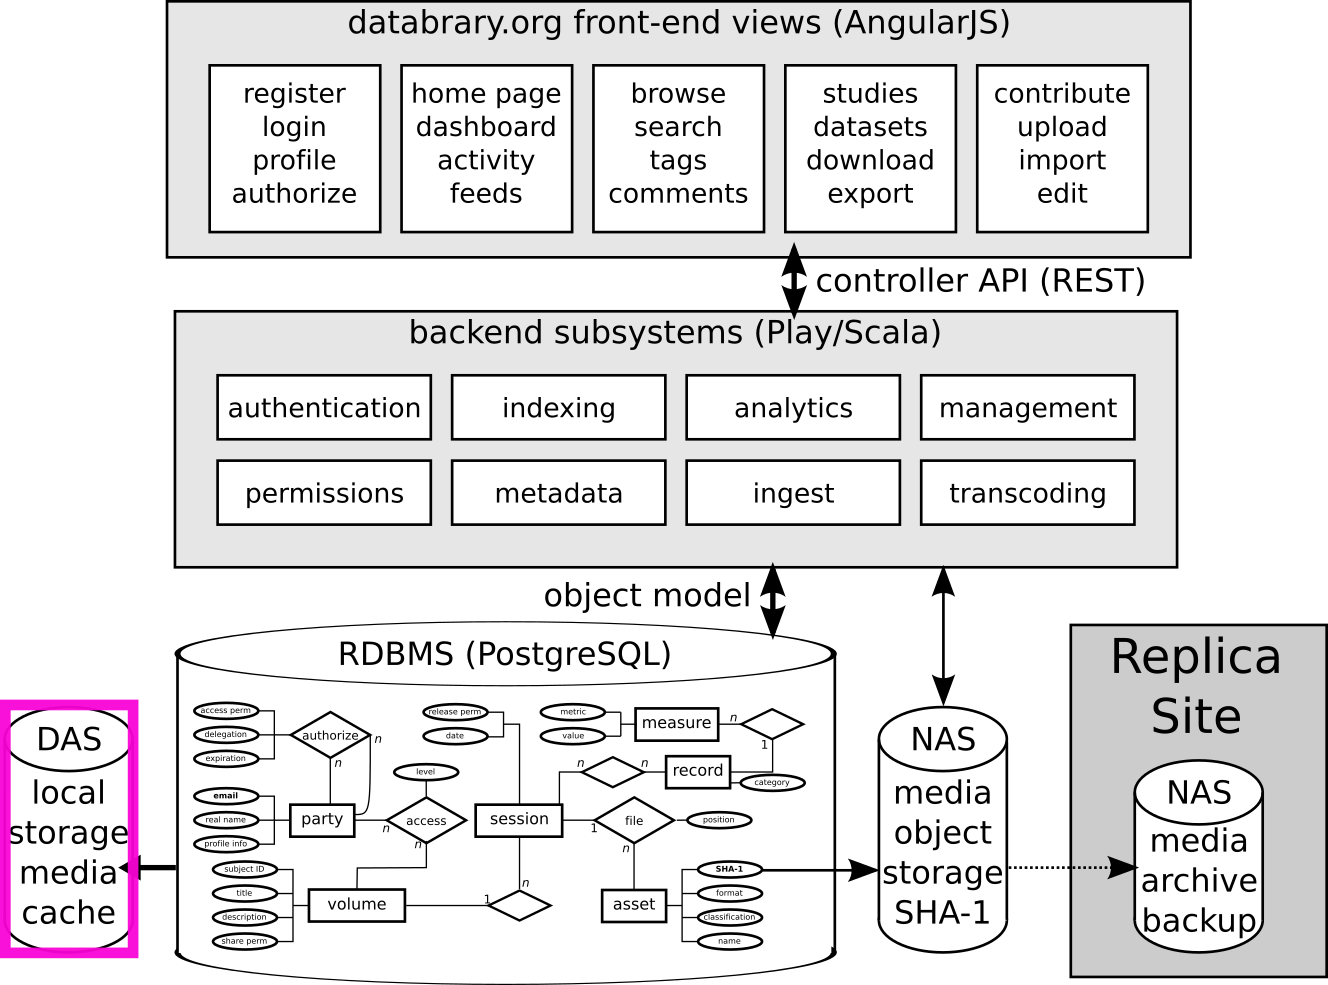 databrary.org front-end views (AngularJS)
register
login
profile
authorize
home page
dashboard
activity
feeds
browse
search
tags
comments
studies
datasets
download
export
contribute
upload
import
edit
controller API (REST)
backend subsystems (Play/Scala)
authentication
indexing
analytics
management
permissions
metadata
ingest
transcoding
object model
RDBMS (PostgreSQL)
access perm
delegation
expiration
authorize
n
n
email
real name
profile info
party
n
level
access
n
subject ID
title
description
share perm
volume
1
n
release perm
date
session
metric
value
measure
n
1
n
n
record
category
1
file
n
position
asset
SHA-1
format
classification
name
DAS
local
storage
media
cache
NAS
media
object
storage
SHA-1
Replica
Site
NAS
media
archive
backup